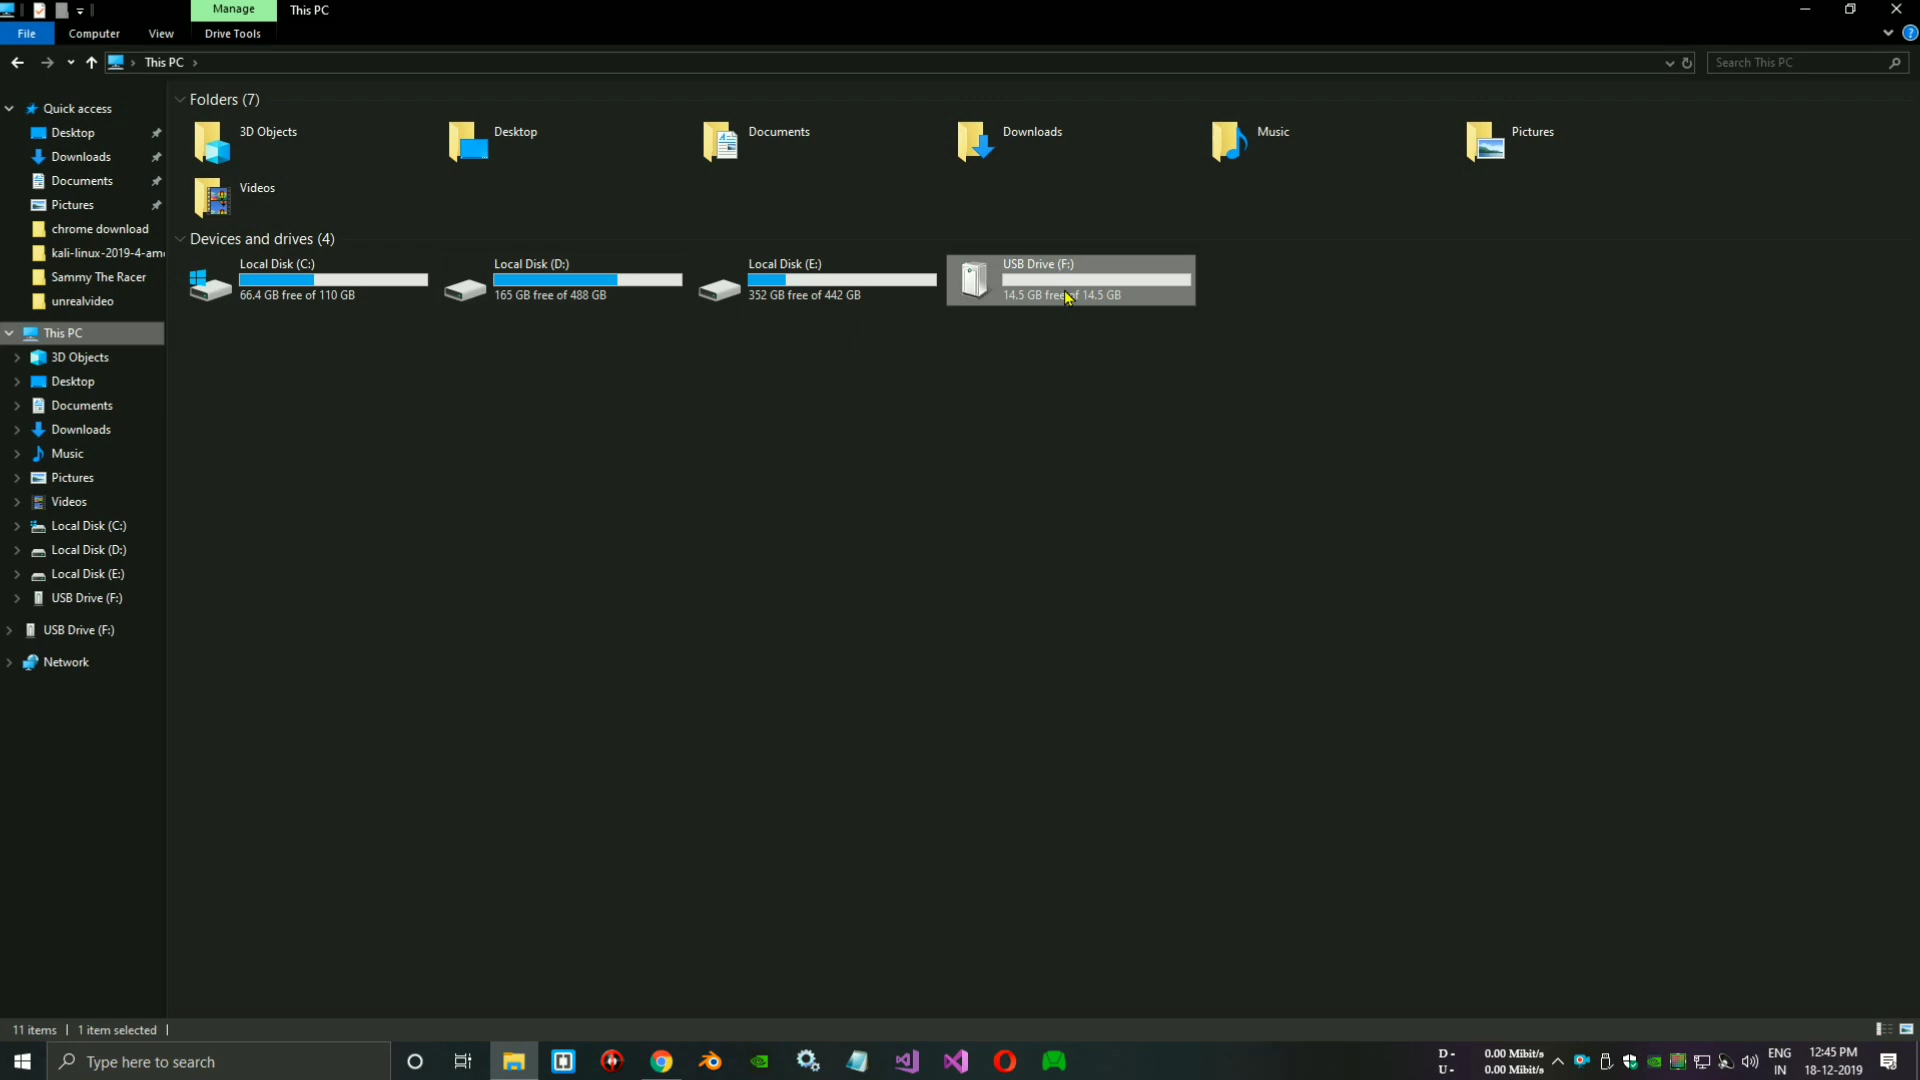 Manage
This PC
File
Computer
View
Drive Tools
This PC
Search This PC
Quick access
Desktop
Downloads
Documents
Pictures
chrome download
kali-linux-2019-4-am
Sammy The Racer
unrealvideo
This PC
3D Objects
Desktop
Documents
Downloads
Music
Pictures
Videos
Local Disk (C:)
Local Disk (D:)
Local Disk (E:)
USB Drive (F:)
USB Drive (F:)
Network
Folders (7)
3D Objects
Desktop
Documents
Downloads
Music
Pictures
Videos
Devices and drives (4)
Local Disk (C:)
66.4 GB free of 110 GB
Local Disk (D:)
165 GB free of 488 GB
Local Disk (E:)
352 GB free of 442 GB
USB Drive (F:)
14.5 GB free of 14.5 GB
11 items
1 item selected
Type here to search
D - 0.00 Mibit/s
U - 0.00 Mibit/s
ENG
IN
12:45 PM
18-12-2019